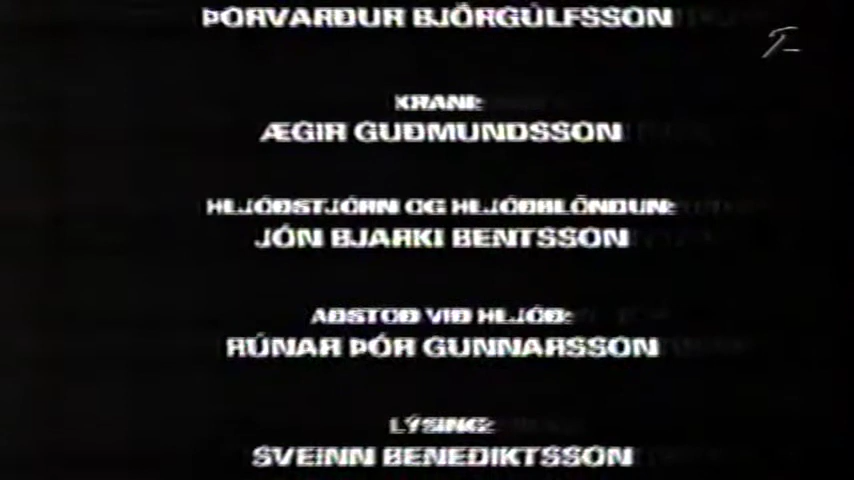 ÞORVARÐUR BJÖRGÚLFSSON
KRANI:
ÆGIR GUÐMUNDSSON
HLJÓÐSTJÓRN OG HLJÓÐBLÖNDUN:
JÓN BJARKI BENTSSON
AÐSTOÐ VIÐ HLJÓÐ:
RÚNAR ÞÓR GUNNARSSON
LÝSING:
SVEINN BENEDIKTSSON